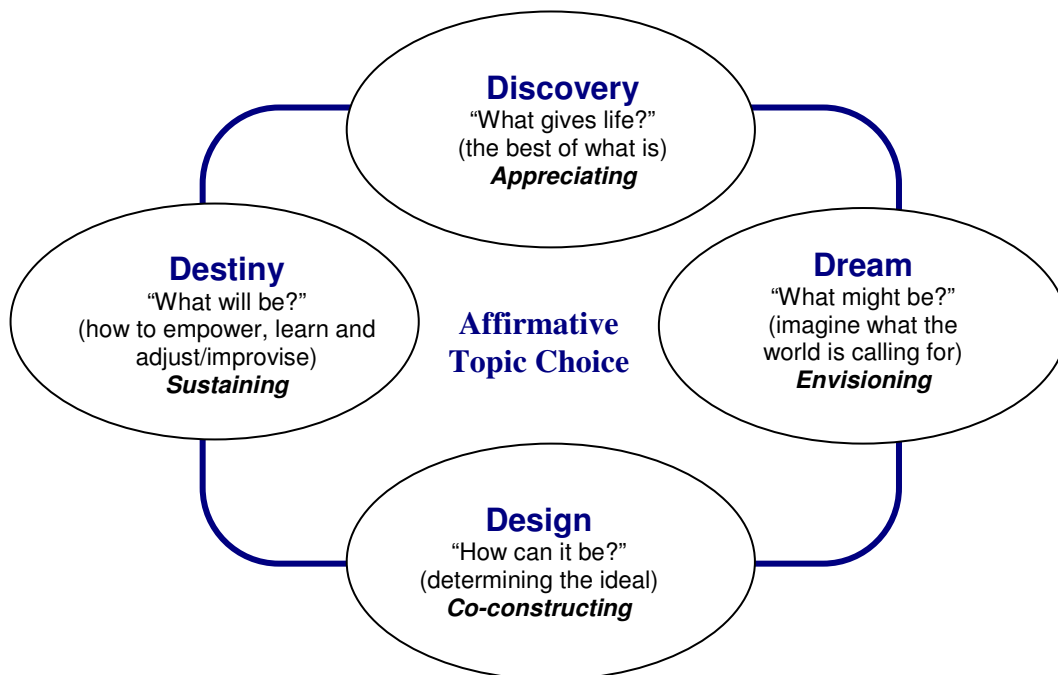 Discovery
“What gives life?”
(the best of what is)
Appreciating
Destiny
“What will be?”
(how to empower, learn and
adjust/improvise)
Sustaining
Affirmative
Topic Choice
Dream
“What might be?”
(imagine what the
world is calling for)
Envisioning
Design
“How can it be?”
(determining the ideal)
Co-constructing